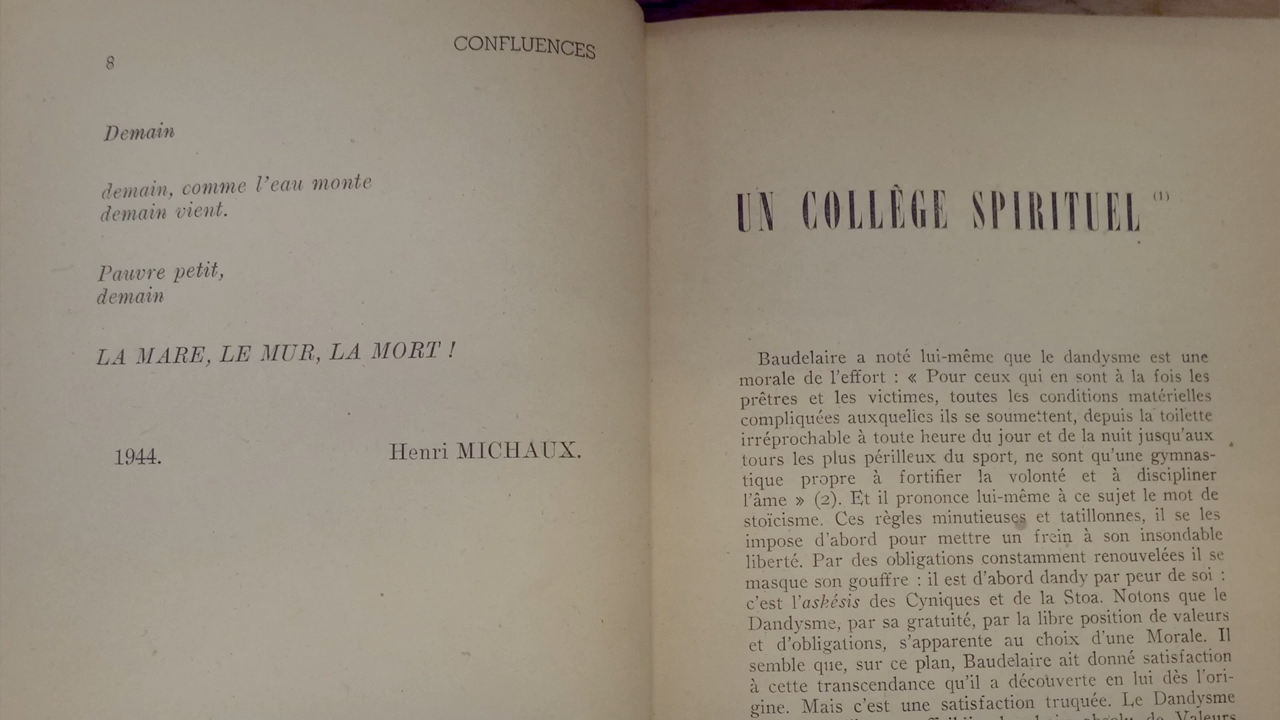 8
CONFLUENCES
Demain
demain, comme l'eau monte
demain vient.
Pauvre petit,
demain
LA MARE, LE MUR, LA MORT !
1944.
Henri MICHAUX.
UN COLLÈGE SPIRITUEL (1)
Baudelaire a noté lui-même que le dandysme est une
morale de l'effort : « Pour ceux qui en sont à la fois les
prêtres et les victimes, toutes les conditions matérielles
compliquées auxquelles ils se soumettent, depuis la toilette
irréprochable à toute heure du jour et de la nuit jusqu'aux
tours les plus périlleux du sport, ne sont qu'une gymnas-
tique propre à fortifier la volonté et à discipliner
l'âme » (2). Et il prononce lui-même à ce sujet le mot de
stoïcisme. Ces règles minutieuses et tatillonnes, il se les
impose d'abord pour mettre un frein à son insondable
liberté. Par des obligations constamment renouvelées il se
masque son gouffre : il est d'abord dandy par peur de soi :
c'est l'askésis des Cyniques et de la Stoa. Notons que le
Dandysme, par sa gratuité, par la libre position de valeurs
et d'obligations, s'apparente au choix d'une Morale. Il
semble que, sur ce plan, Baudelaire ait donné satisfaction
à cette transcendance qu'il a découverte en lui dès l'ori-
gine. Mais c'est une satisfaction truquée. Le Dandysme
de Valeurs